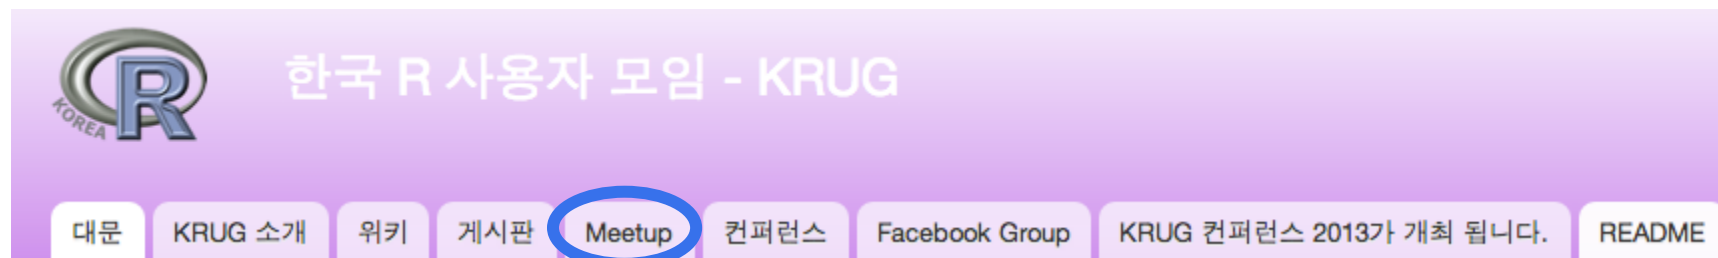 R
KOREA
한국 R 사용자 모임 - KRUG
대문 KRUG 소개 위키 게시판 Meetup 컨퍼런스 Facebook Group KRUG 컨퍼런스 2013가 개최 됩니다. README